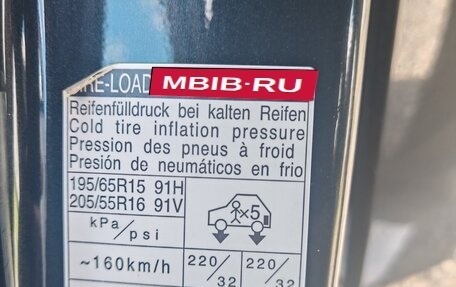 TIRE-LOAD
MBIB-RU
Reifenfülldruck bei kalten Reifen
Cold tire inflation pressure
Pression des pneus à froid
Presión de neumáticos en frio
195/65R15 91H
205/55R16 91V
×5
kPa/psi
~160km/h 220/32 220/32